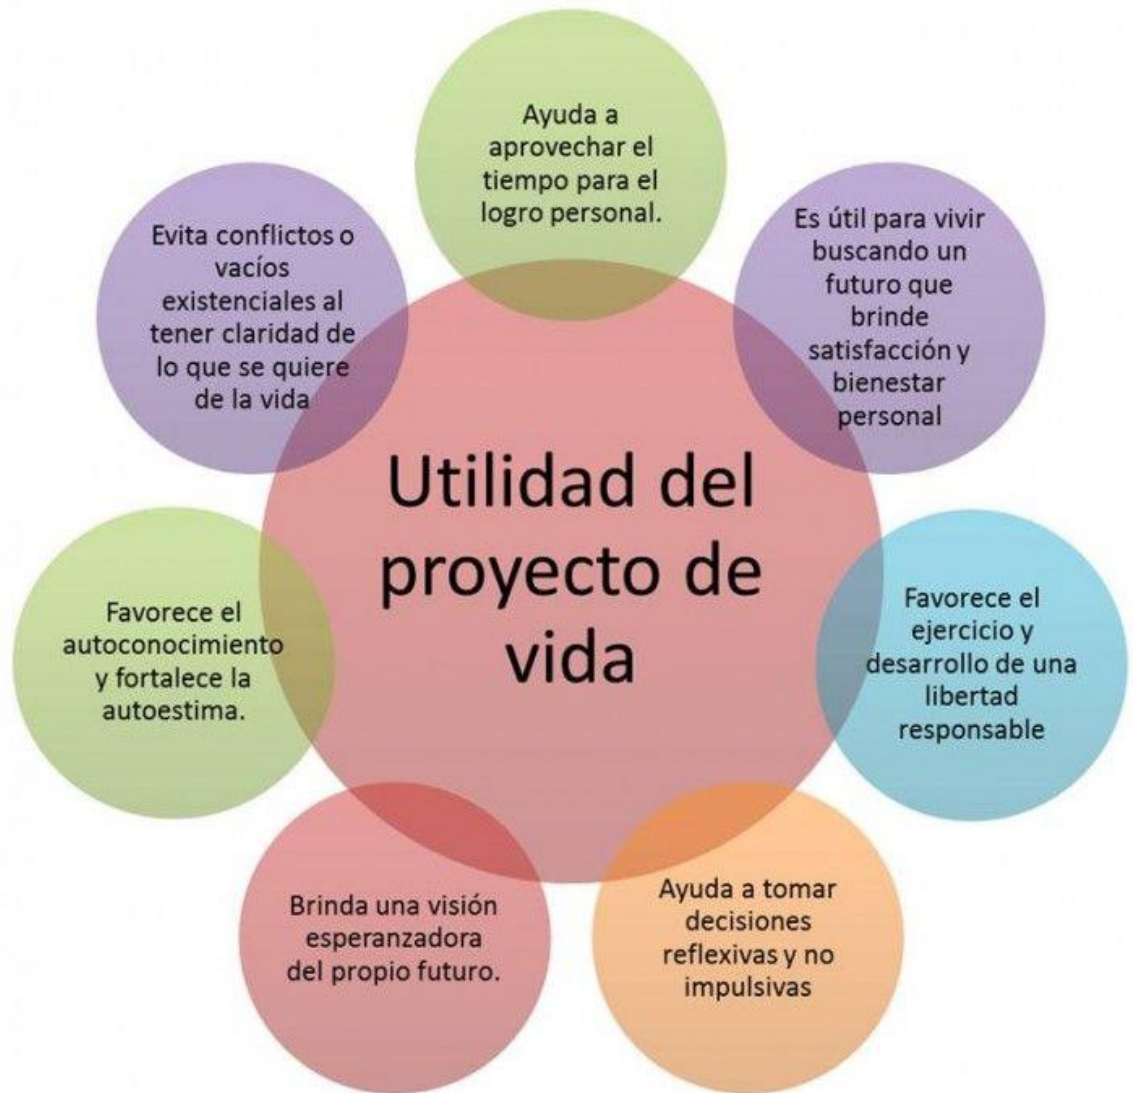 Ayuda a
aprovechar el
tiempo para el
logro personal.
Es útil para vivir
buscando un
futuro que
brinde
satisfacción y
bienestar
personal
Favorece el
ejercicio y
desarrollo de una
libertad
responsable
Ayuda a tomar
decisiones
reflexivas y no
impulsivas
Brinda una visión
esperanzadora
del propio futuro.
Favorece el
autoconocimiento
y fortalece la
autoestima.
Evita conflictos o
vacíos
existenciales al
tener claridad de
lo que se quiere
de la vida
Utilidad del
proyecto de
vida